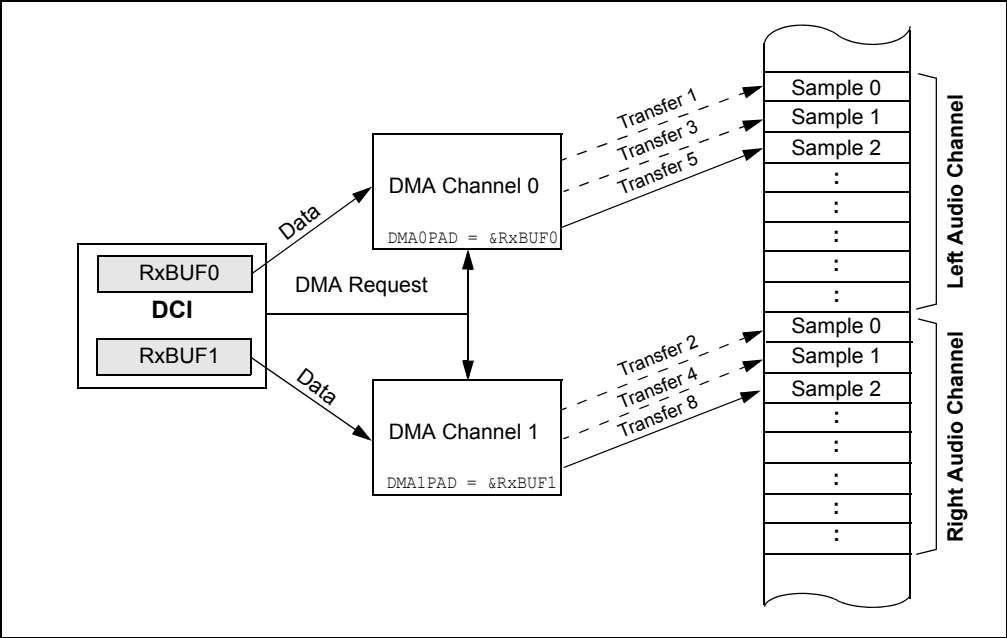 RxBUF0
DCI
RxBUF1
Data
Data
DMA Request
DMA Channel 0
DMA0PAD = &RxBUF0
DMA Channel 1
DMA1PAD = &RxBUF1
Transfer 1
Transfer 3
Transfer 5
Transfer 2
Transfer 4
Transfer 8
Sample 0
Sample 1
Sample 2
:
:
:
:
:
Sample 0
Sample 1
Sample 2
:
:
:
:
:
Left Audio Channel
Right Audio Channel